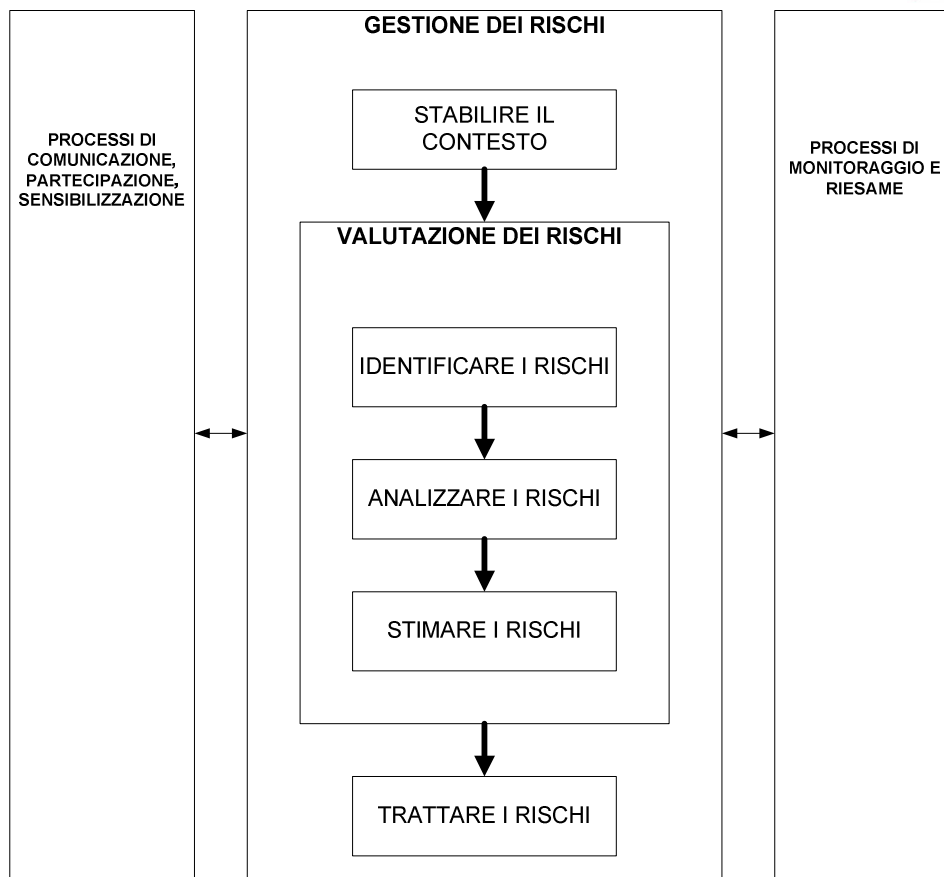 GESTIONE DEI RISCHI
STABILIRE IL
CONTESTO
PROCESSI DI
COMUNICAZIONE,
PARTECIPAZIONE,
SENSIBILIZZAZIONE
PROCESSI DI
MONITORAGGIO E
RIESAME
VALUTAZIONE DEI RISCHI
IDENTIFICARE I RISCHI
ANALIZZARE I RISCHI
STIMARE I RISCHI
TRATTARE I RISCHI